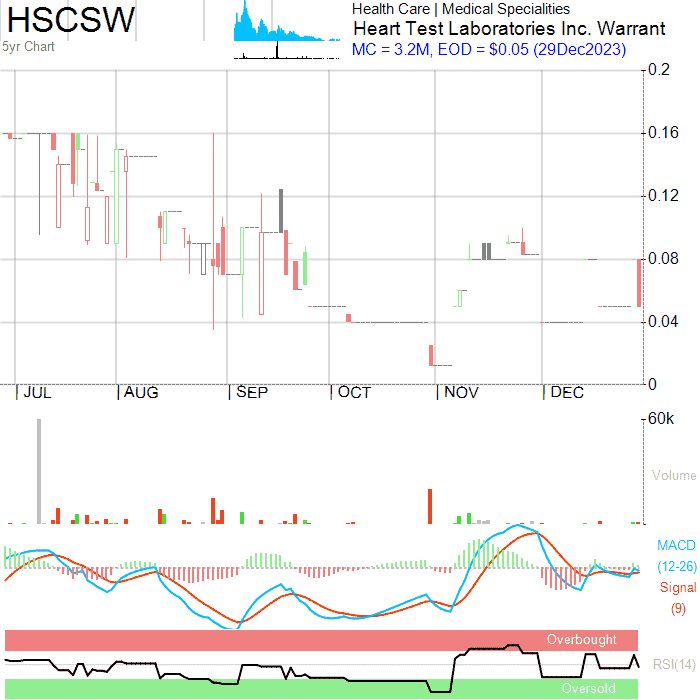 HSCSW
5yr Chart
Health Care | Medical Specialities
Heart Test Laboratories Inc. Warrant
MC = 3.2M, EOD = $0.05 (29Dec2023)
0.2
0.16
0.12
0.08
0.04
0
JUL AUG SEP OCT NOV DEC
60k
Volume
MACD
(12-26)
Signal
(9)
Overbought
RSI(14)
Oversold